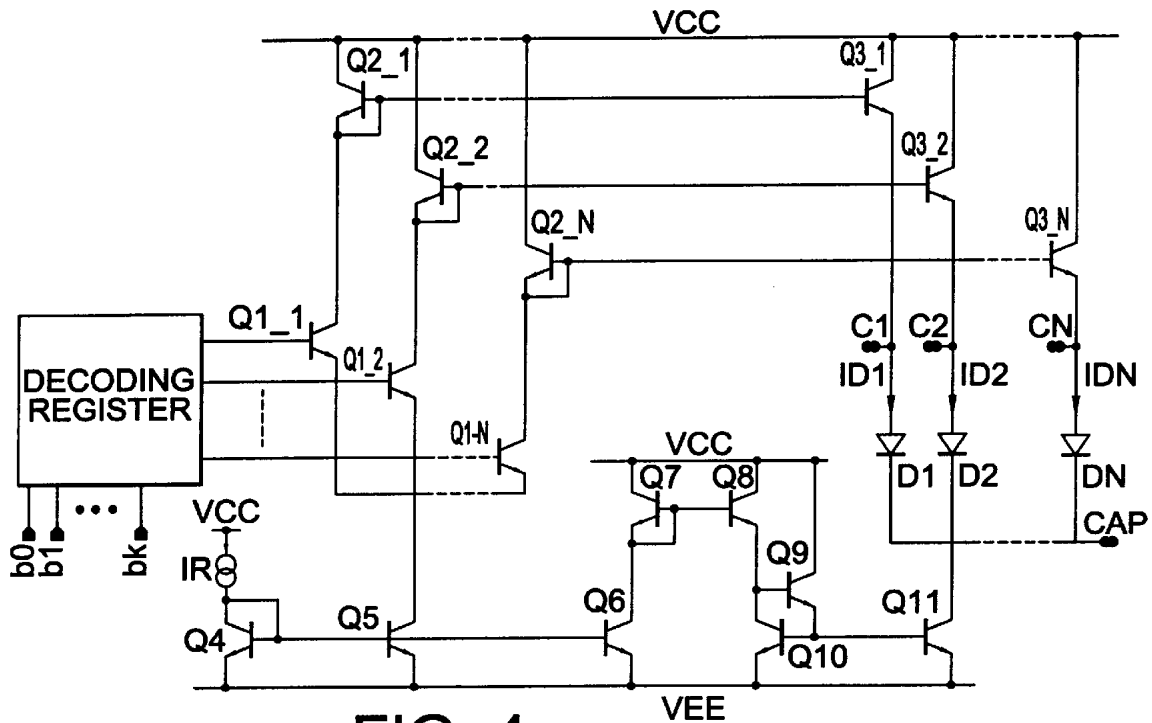 VCC
Q2_1
Q3_1
Q2_2
Q3_2
Q2_N
Q3_N
Q1_1
C1
C2
CN
Q1_2
ID1
ID2
IDN
DECODING
REGISTER
Q1-N
VCC
D1
D2
DN
Q7
Q8
CAP
VCC
b0
b1
bk
IR
Q9
Q6
Q11
Q4
Q5
Q10
VEE